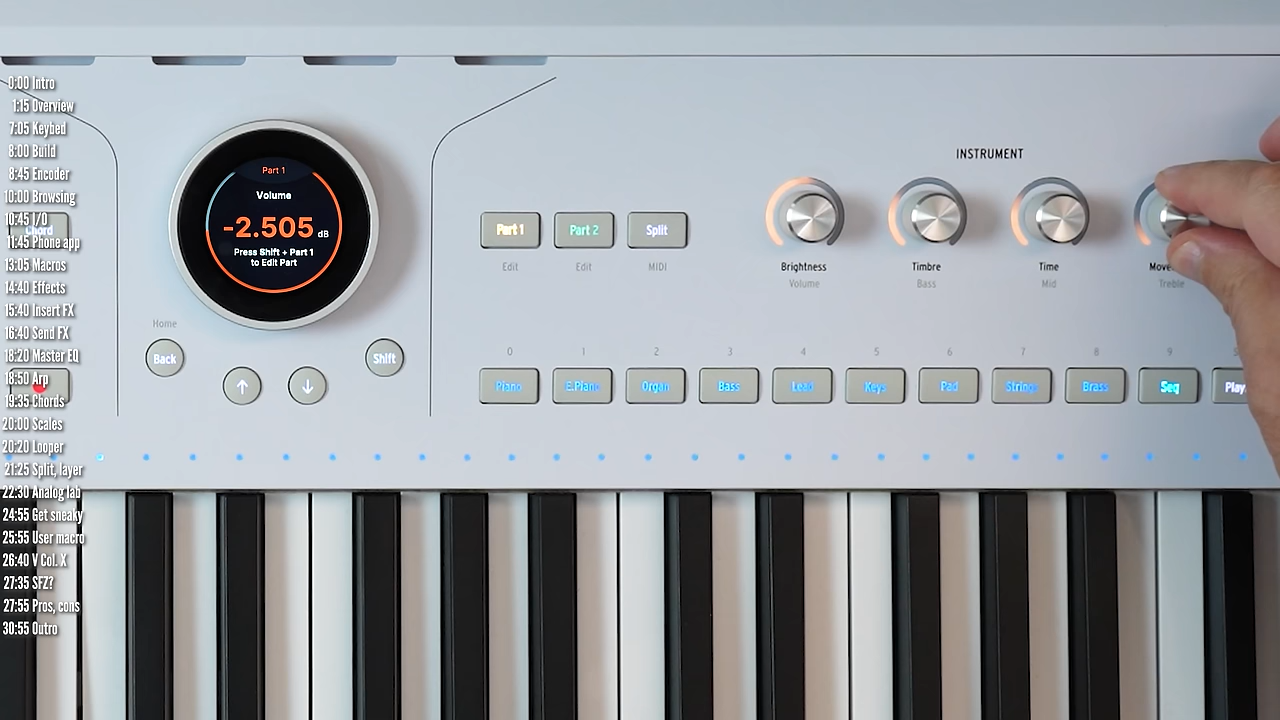 0:00 Intro
1:15 Overview
7:05 Keybed
8:00 Build
8:45 Encoder
10:00 Browsing
10:45 I/O
11:45 Phone app
13:05 Macros
14:40 Effects
15:40 Insert FX
16:40 Send FX
18:20 Master EQ
18:50 Arp
19:35 Chords
20:00 Scales
20:20 Looper
21:25 Split, layer
22:30 Analog lab
24:55 Get sneaky
25:55 User macro
26:40 V Col. X
27:35 SFZ?
27:55 Pros, cons
30:55 Outro
Chord
Part 1
Volume
-2.505 dB
Press Shift + Part 1
to Edit Part
Home
Back
Shift
Part 1 Part 2 Split
Edit Edit MIDI
INSTRUMENT
Brightness Timbre Time
Volume Bass Mid Treble
0 1 2 3 4 5 6 7 8 9
Piano E.Piano Organ Bass Lead Keys Pad Strings Brass Seq